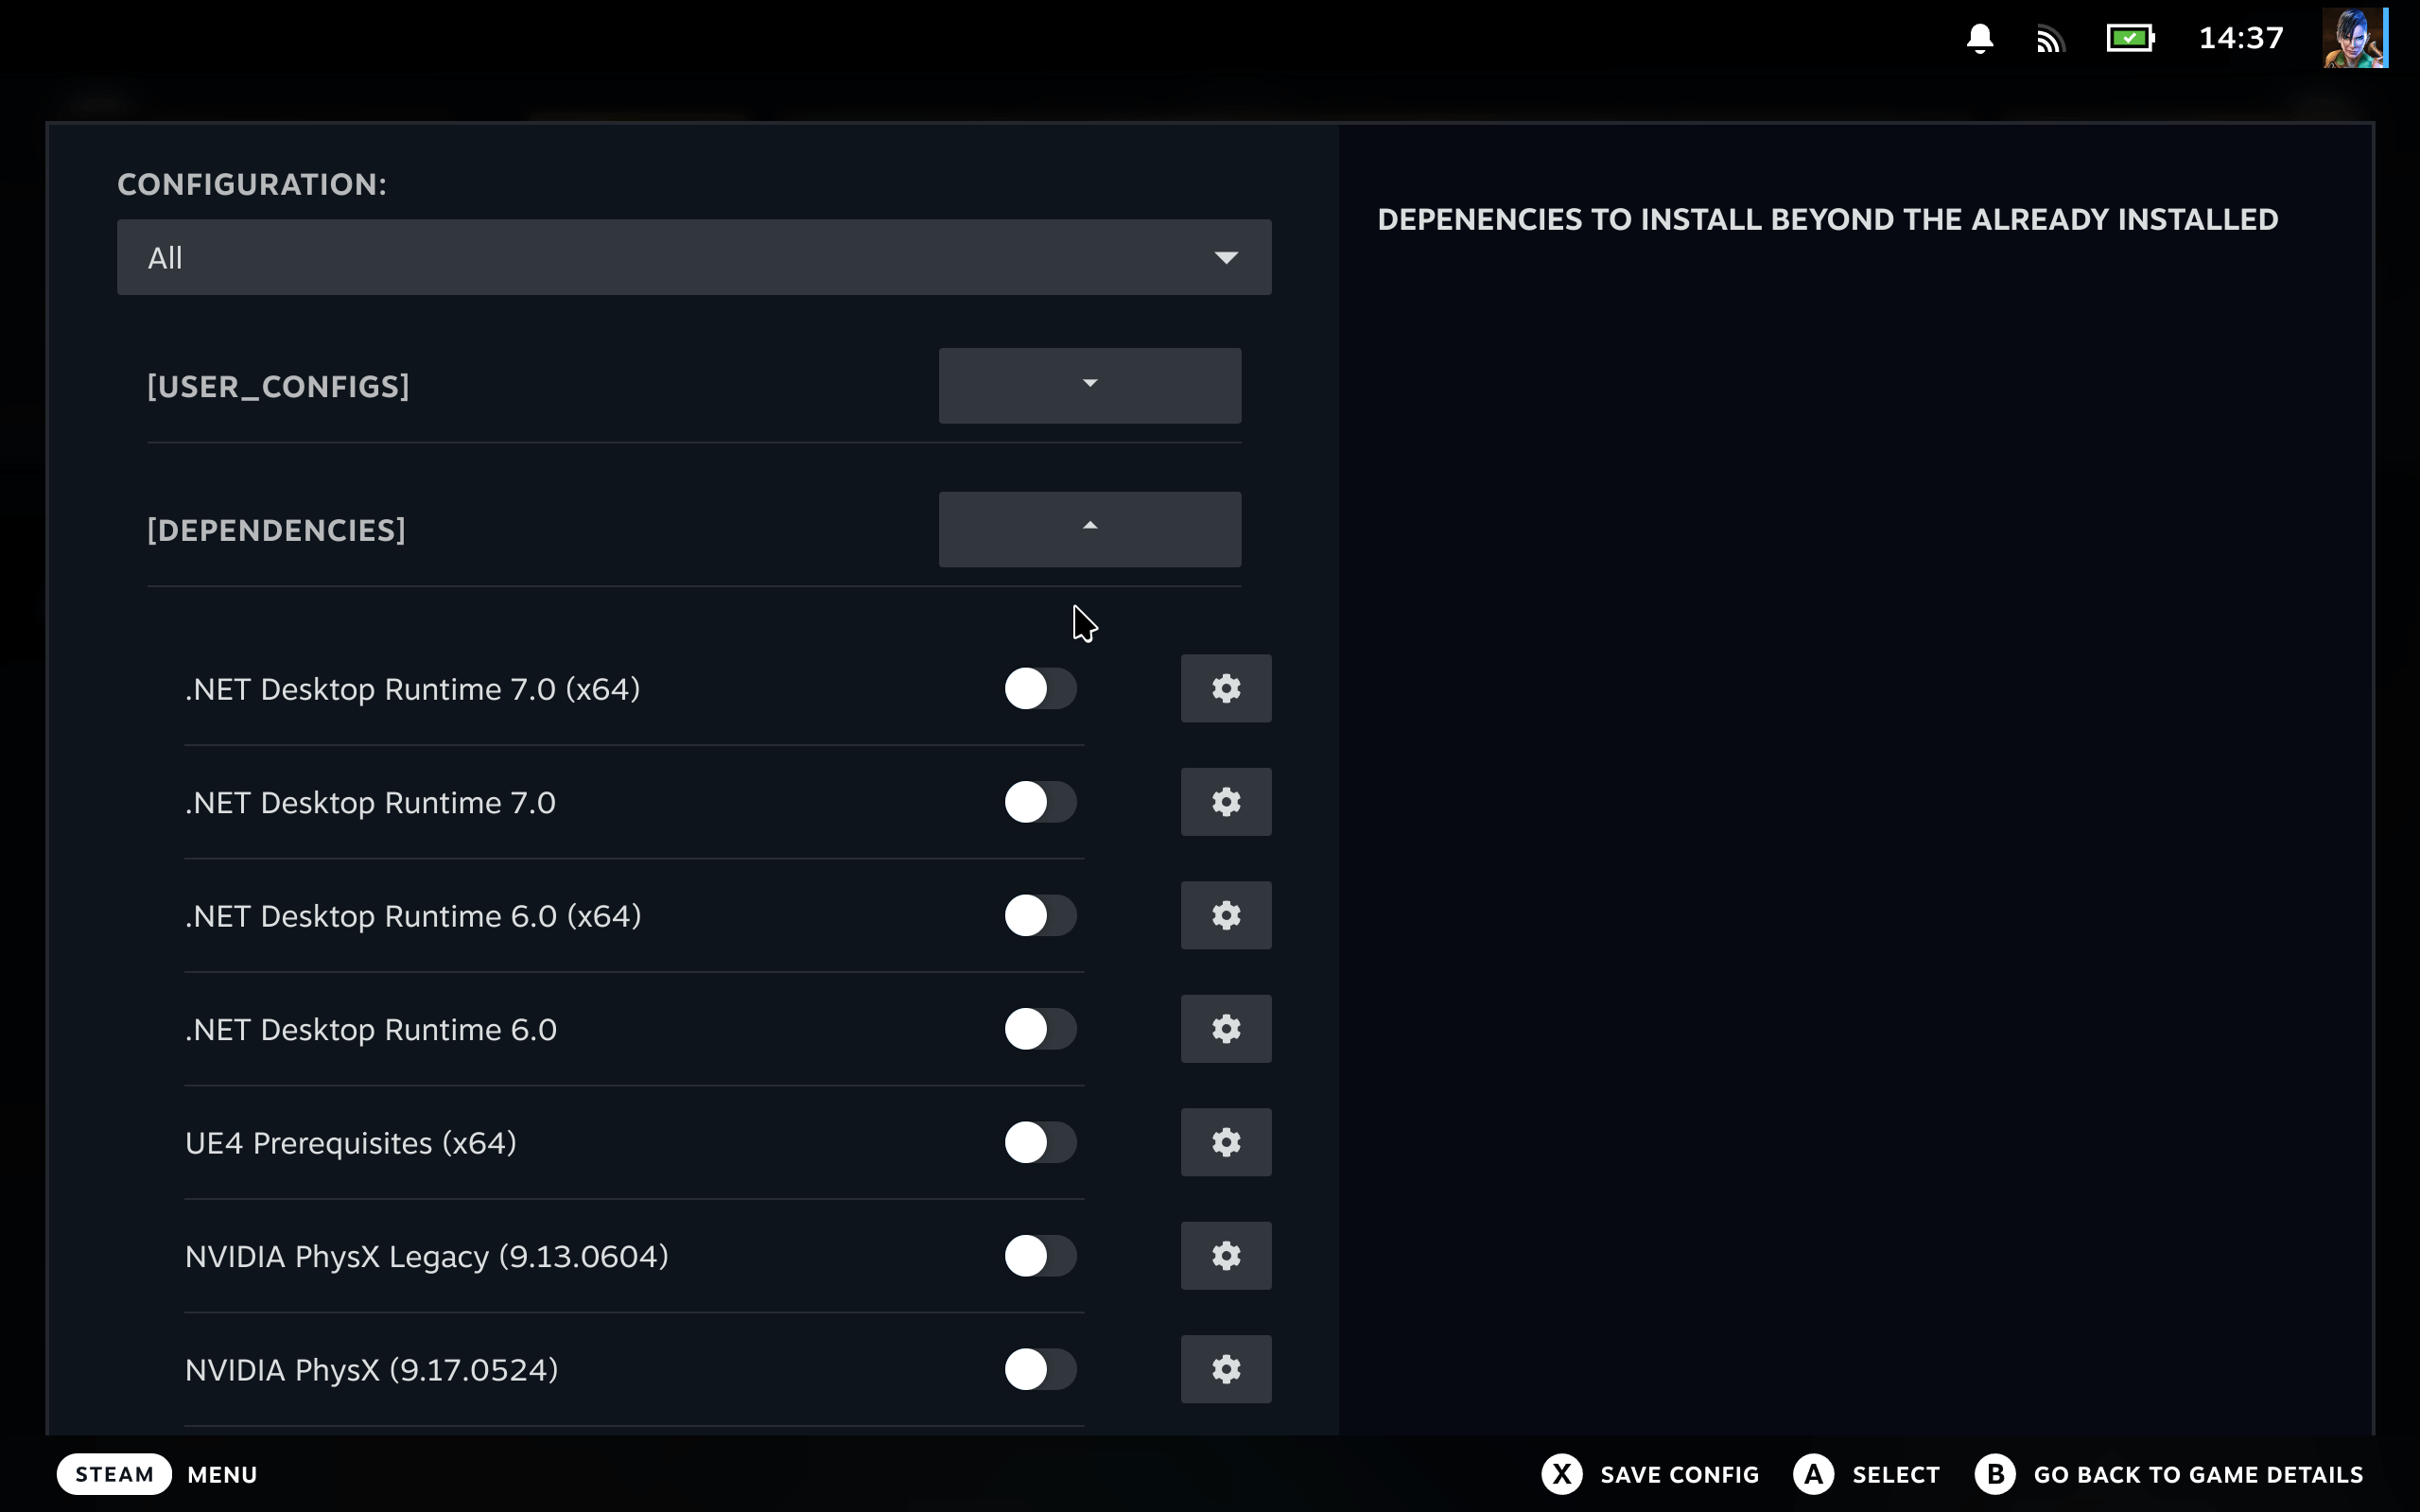 14:37
CONFIGURATION:
All
[USER_CONFIGS]
[DEPENDENCIES]
.NET Desktop Runtime 7.0 (x64)
.NET Desktop Runtime 7.0
.NET Desktop Runtime 6.0 (x64)
.NET Desktop Runtime 6.0
UE4 Prerequisites (x64)
NVIDIA PhysX Legacy (9.13.0604)
NVIDIA PhysX (9.17.0524)
DEPENENCIES TO INSTALL BEYOND THE ALREADY INSTALLED
STEAM MENU
X SAVE CONFIG A SELECT B GO BACK TO GAME DETAILS